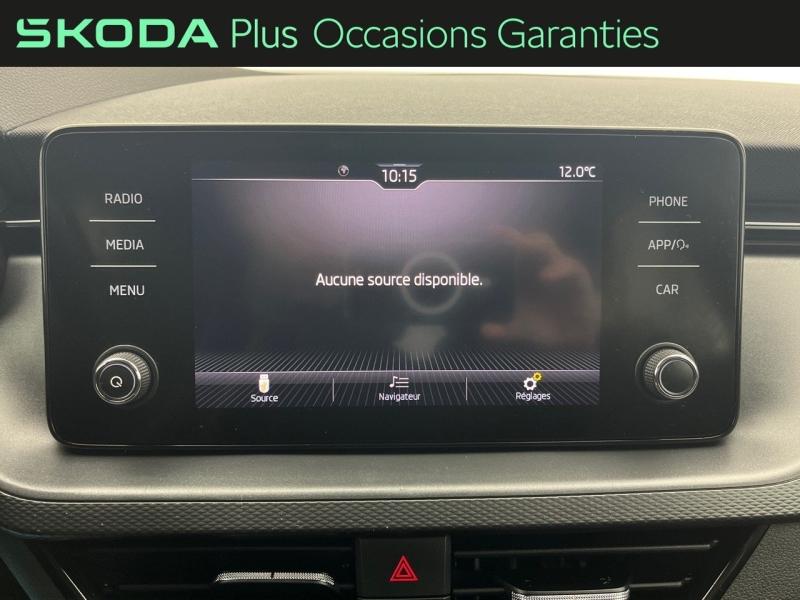 SKODA Plus Occasions Garanties
10:15
12.0°C
RADIO
MEDIA
MENU
PHONE
APP/
CAR
Aucune source disponible.
Source
Navigateur
Réglages